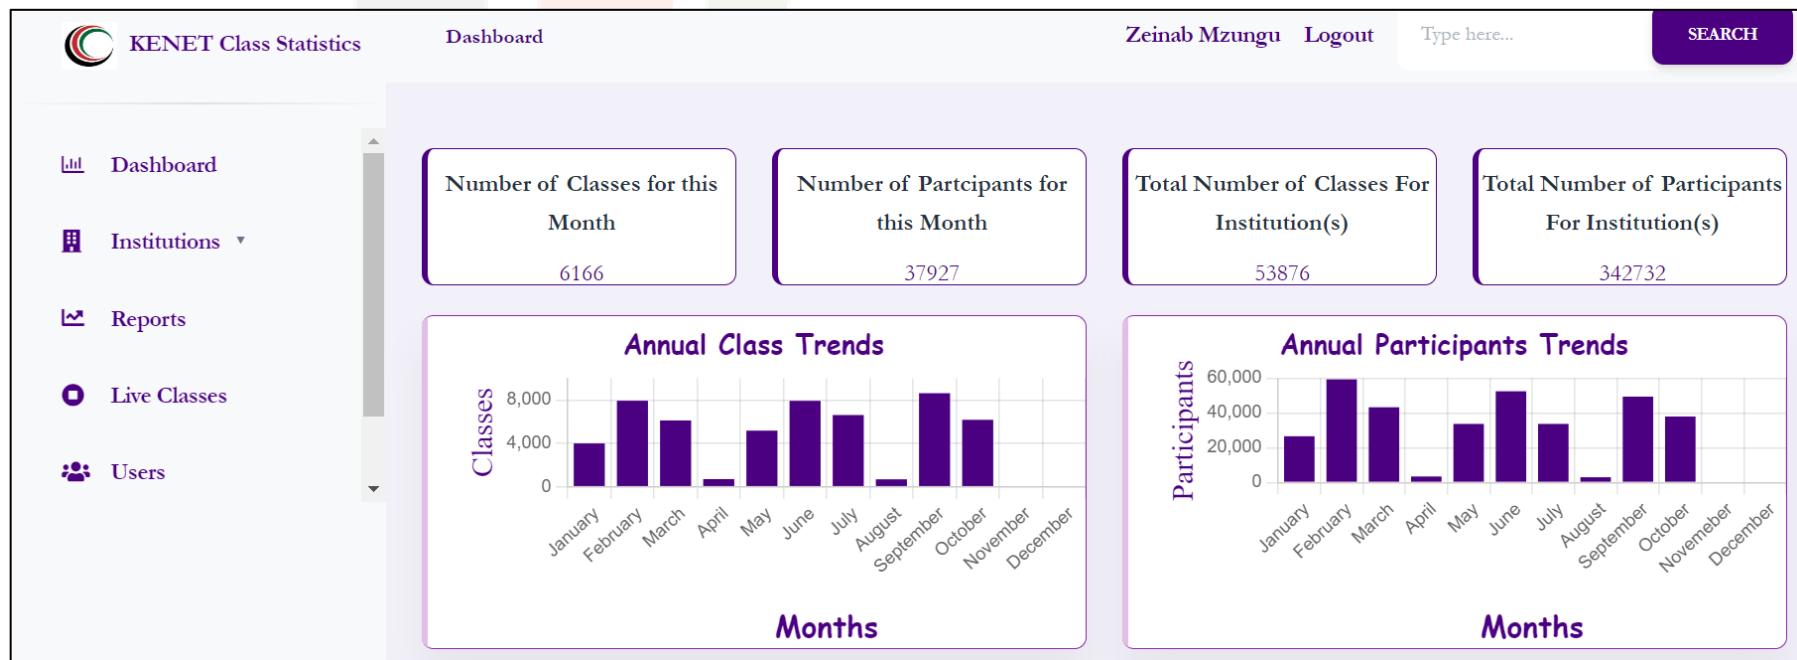 KENET Class Statistics
Dashboard
Zeinab Mzungu
Logout
Type here...
SEARCH
Dashboard
Institutions
Reports
Live Classes
Users
Number of Classes for this
Month
6166
Number of Partcipants for
this Month
37927
Total Number of Classes For
Institution(s)
53876
Total Number of Participants
For Institution(s)
342732
Annual Class Trends
Classes
8,000
4,000
0
January
February
March
April
May
June
July
August
September
October
November
December
Months
Annual Participants Trends
Participants
60,000
40,000
20,000
0
January
February
March
April
May
June
July
August
September
October
Novemeber
December
Months